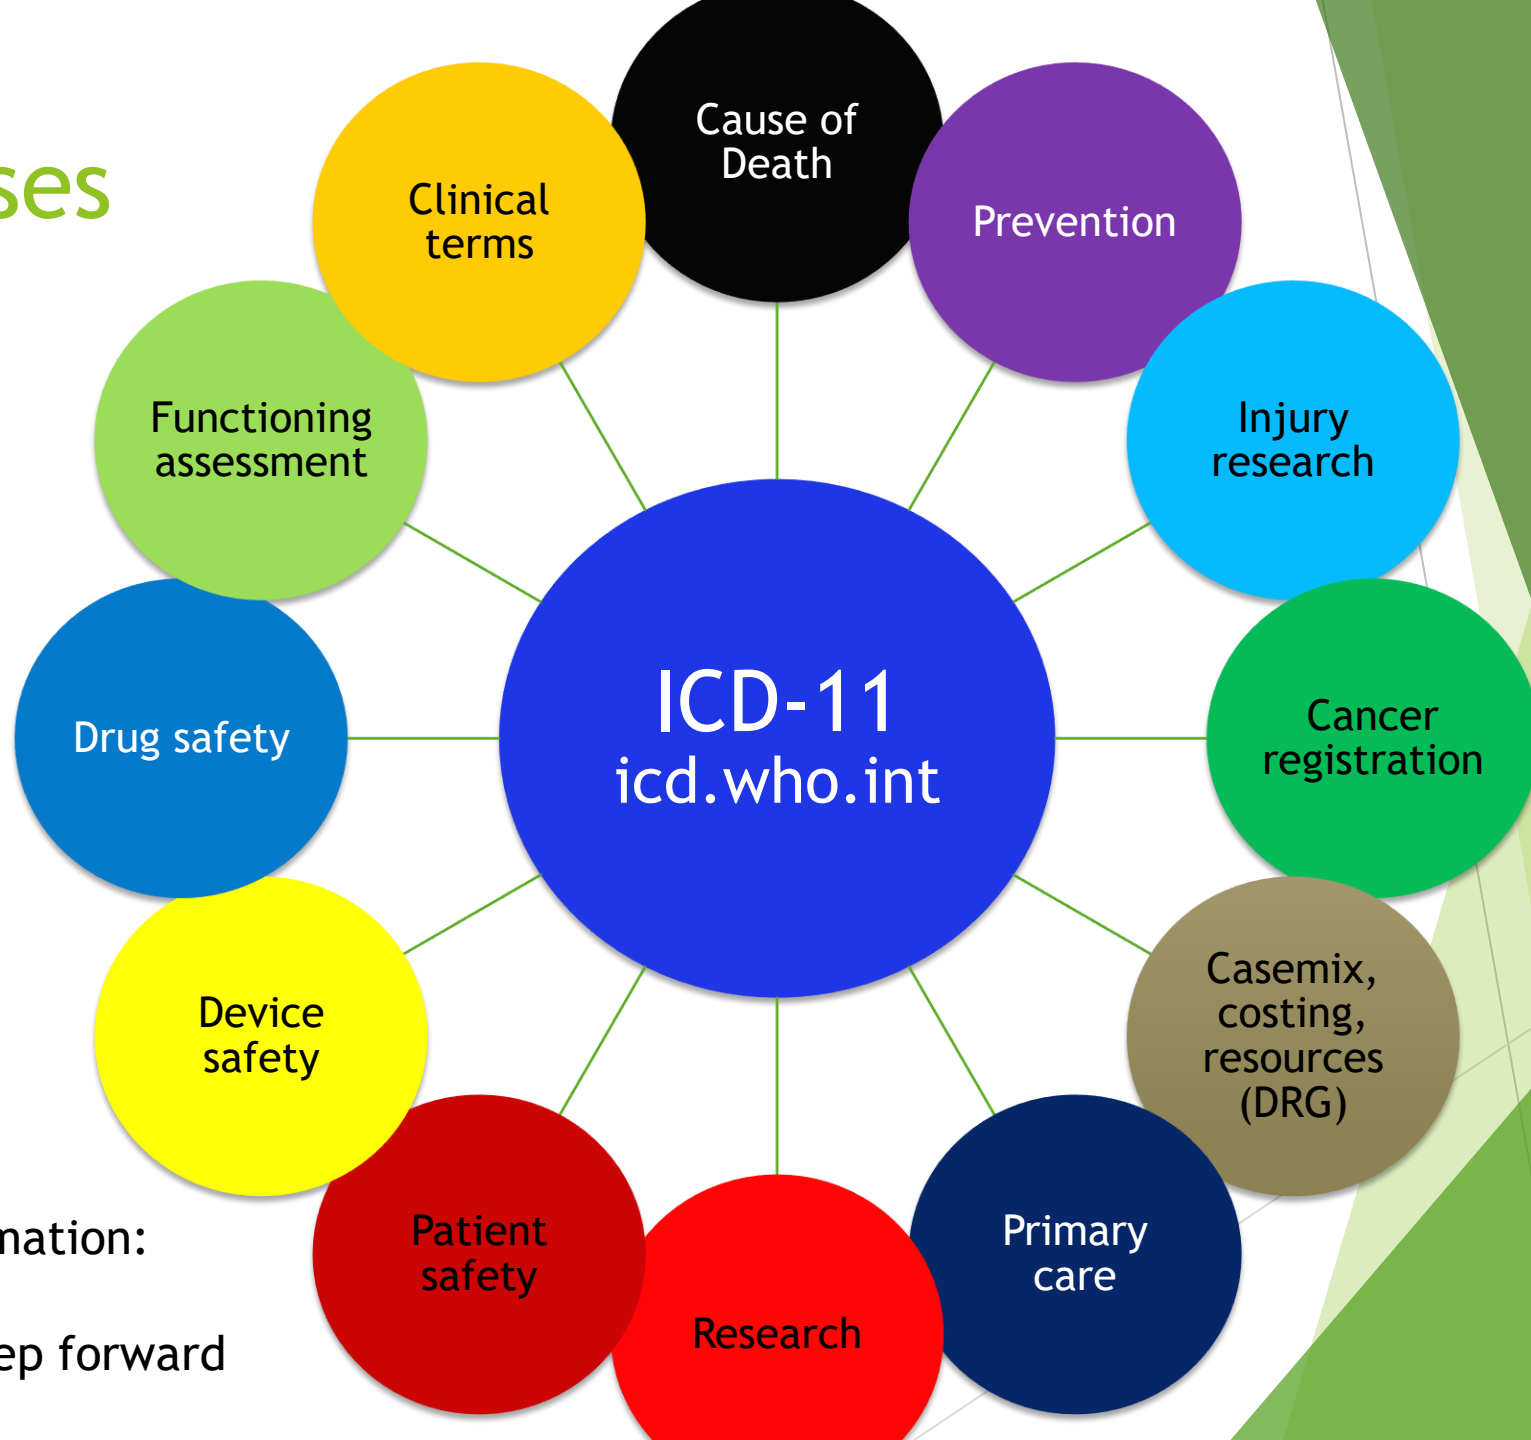 ses
Cause of
Death
Prevention
Injury
research
Cancer
registration
Casemix,
costing,
resources
(DRG)
Primary
care
Research
Patient
safety
Device
safety
Drug safety
Functioning
assessment
Clinical
terms
ICD-11
icd.who.int
mation:
ep forward